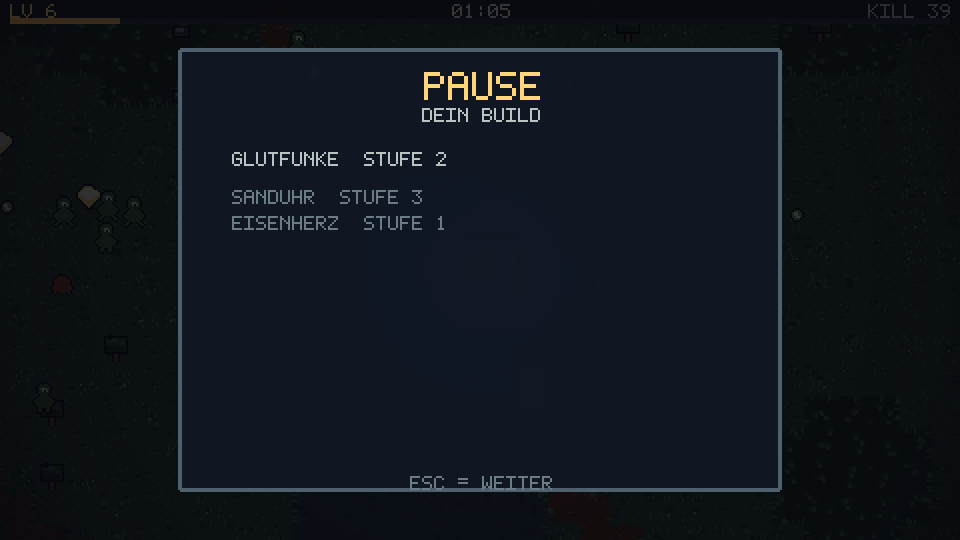 LV 6
01:05
KILL 39
PAUSE
DEIN BUILD
GLUTFUNKE STUFE 2
SANDUHR STUFE 3
EISENHERZ STUFE 1
ESC = WEITER